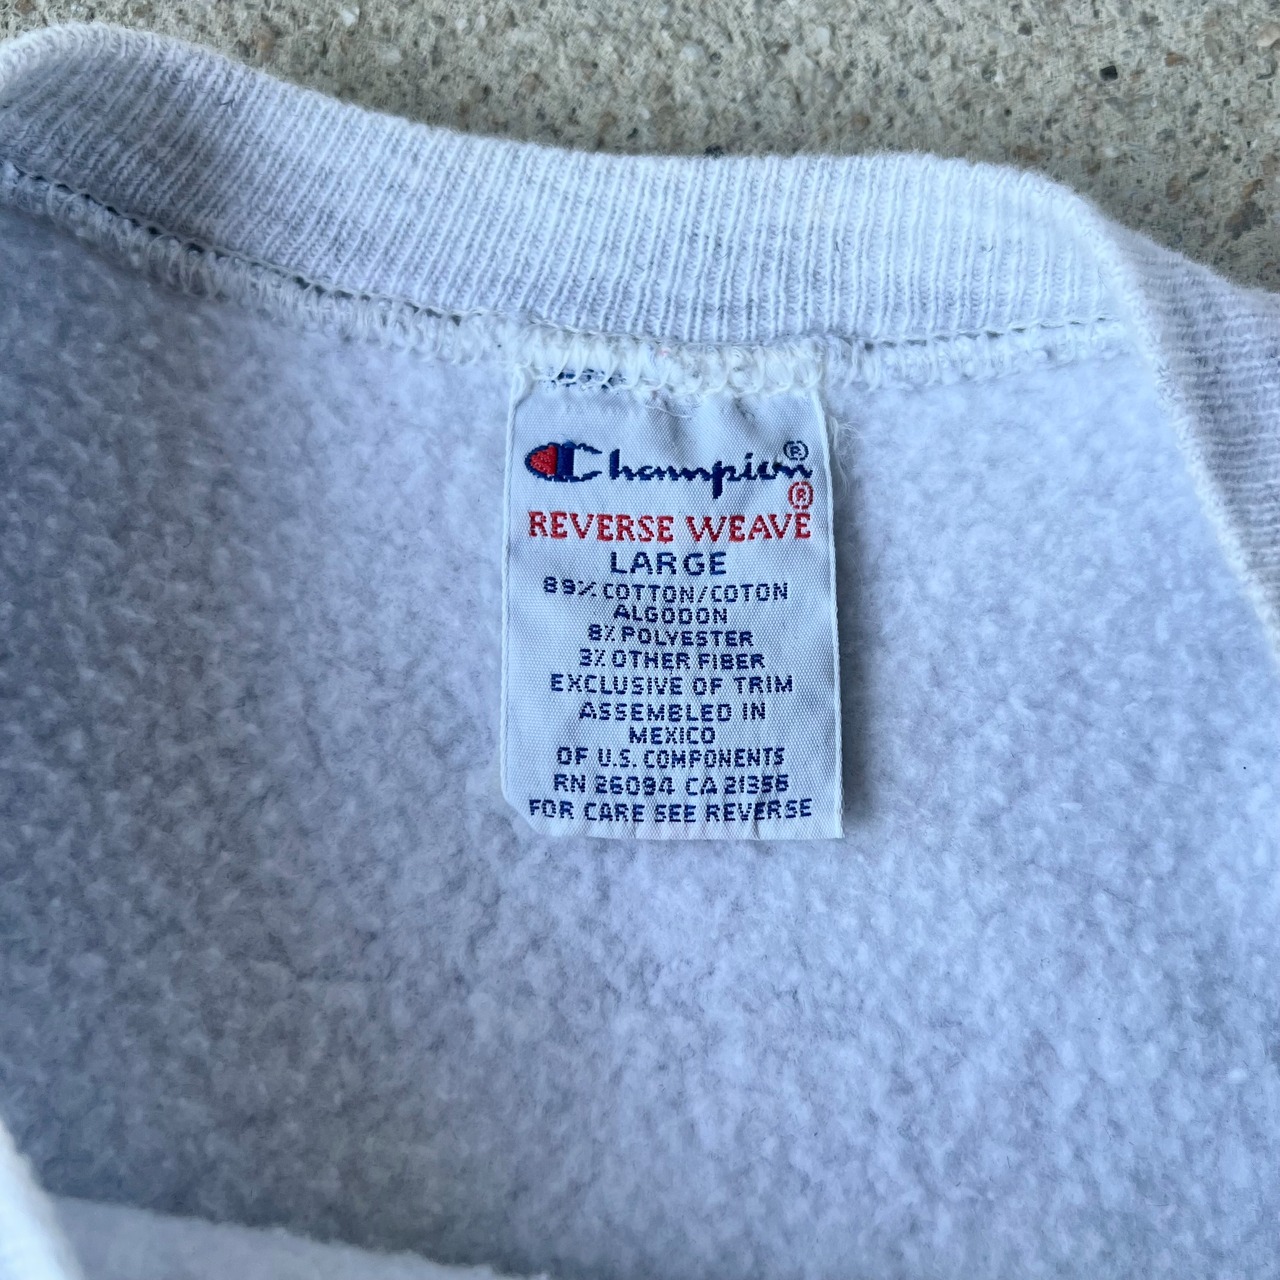 Champion®
®
REVERSE WEAVE
LARGE
89% COTTON/COTON
ALGODON
8% POLYESTER
3% OTHER FIBER
EXCLUSIVE OF TRIM
ASSEMBLED IN
MEXICO
OF U.S. COMPONENTS
RN 26094 CA 21356
FOR CARE SEE REVERSE